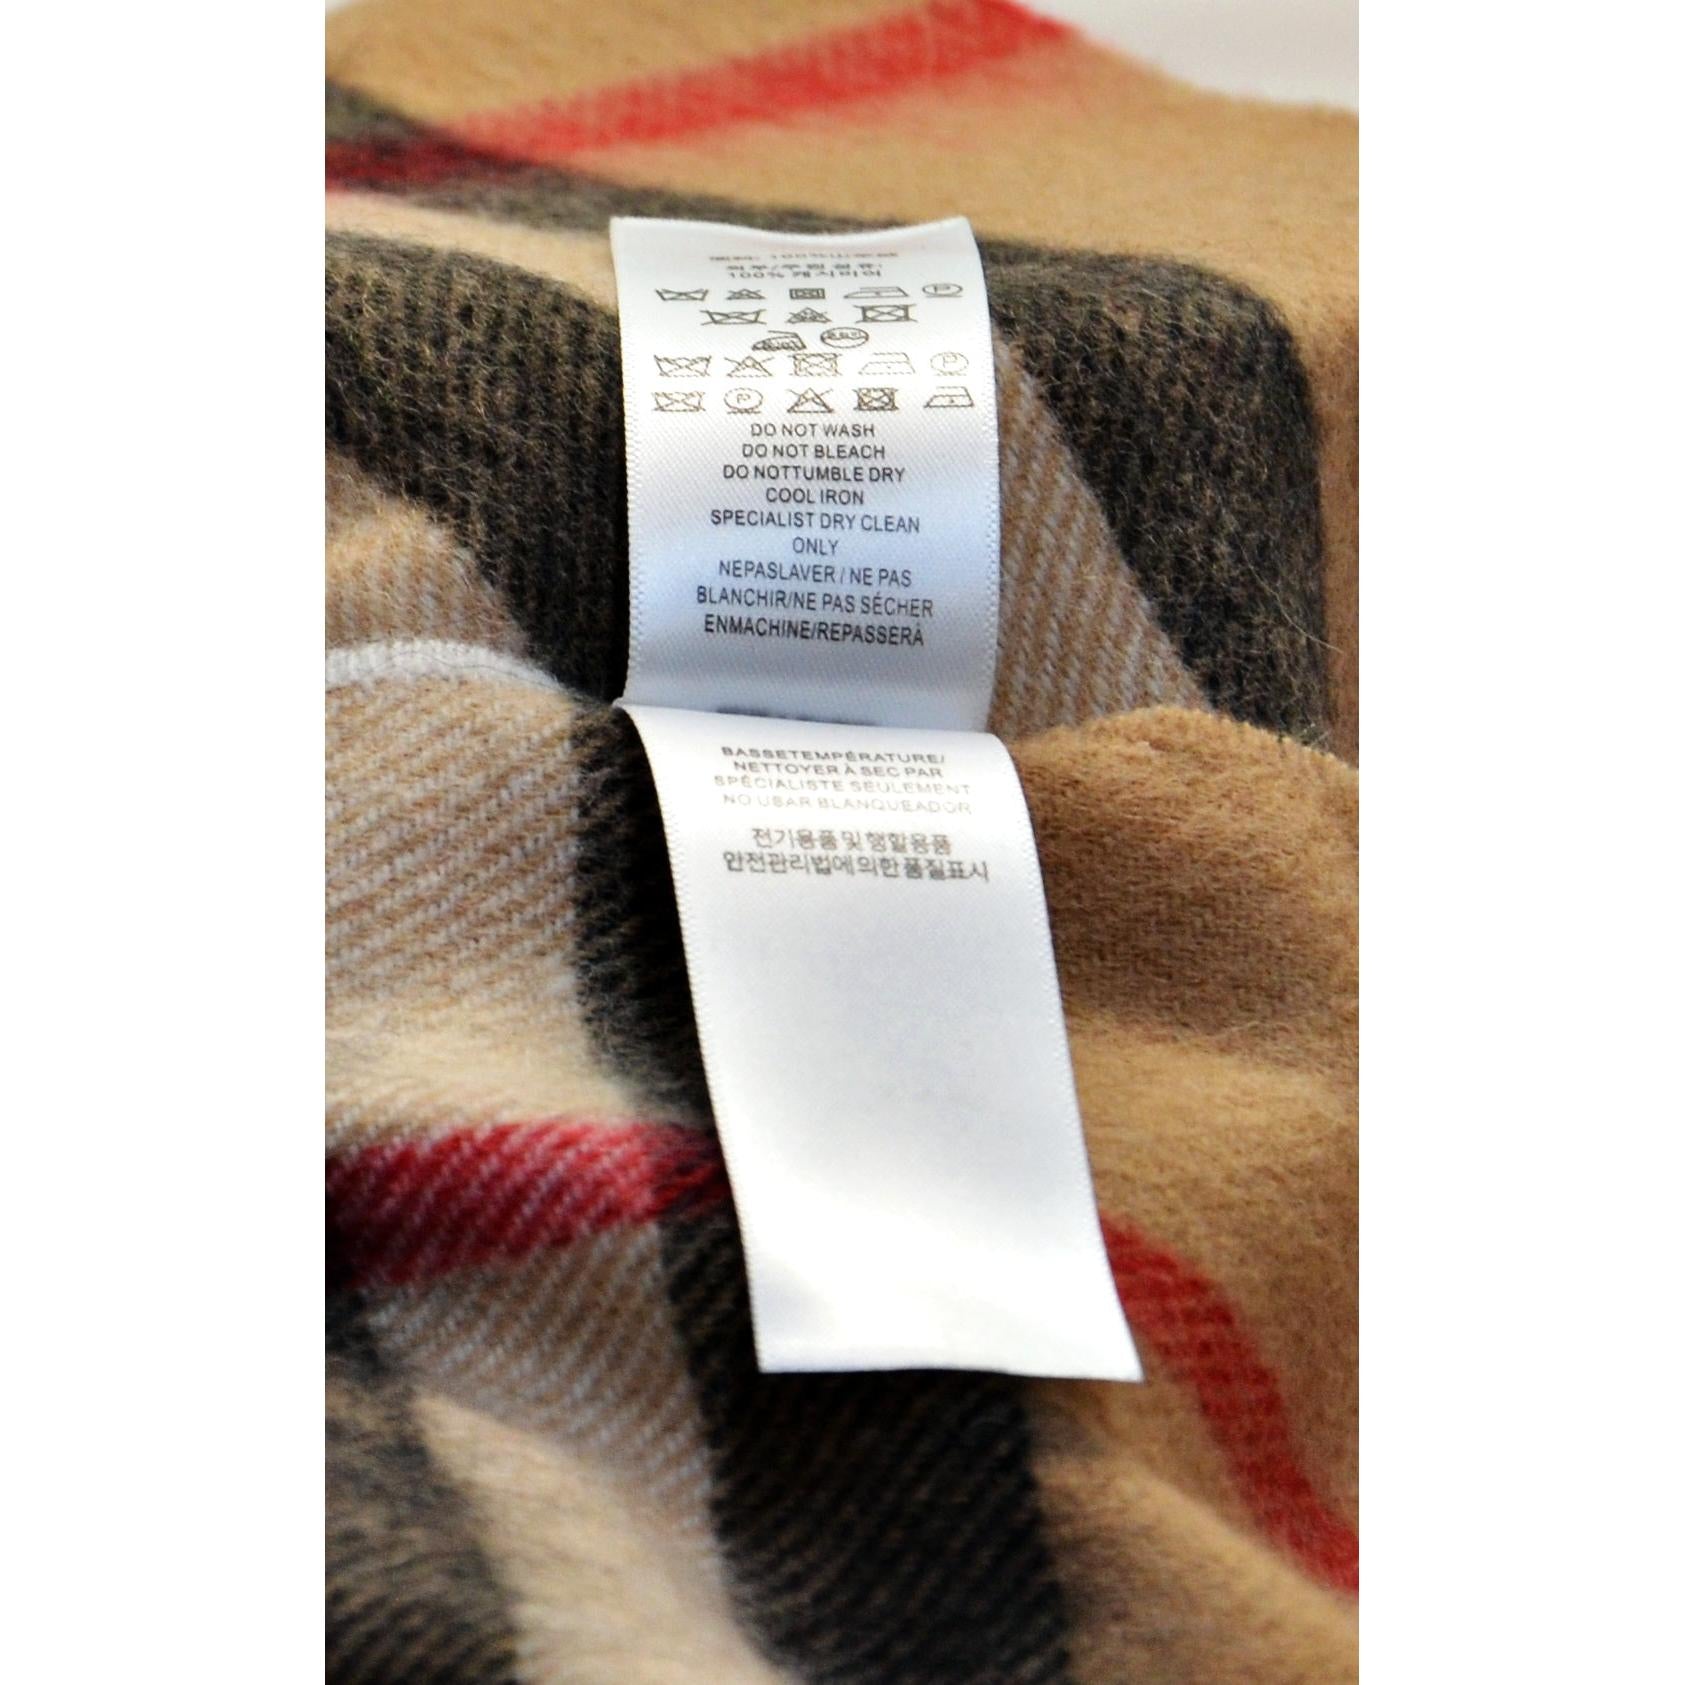 100% 캐시미어
DO NOT WASH
DO NOT BLEACH
DO NOTTUMBLE DRY
COOL IRON
SPECIALIST DRY CLEAN
ONLY
NEPASLAVER / NE PAS
BLANCHIR/NE PAS SÉCHER
ENMACHINE/REPASSERÀ
BASSETEMPÉRATURE/
NETTOYER À SEC PAR
SPÉCIALISTE SEULEMENT
NO USAR BLANQUEADOR
전기용품및행할용품
안전관리법에의한품질표시